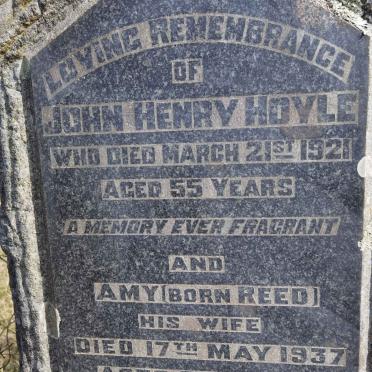 LOVING REMEMBRANCE
OF
JOHN HENRY HOYLE
WHO DIED MARCH 21ST 1921
AGED 55 YEARS
A MEMORY EVER FRAGRANT
AND
AMY (BORN REED)
HIS WIFE
DIED 17TH MAY 1937